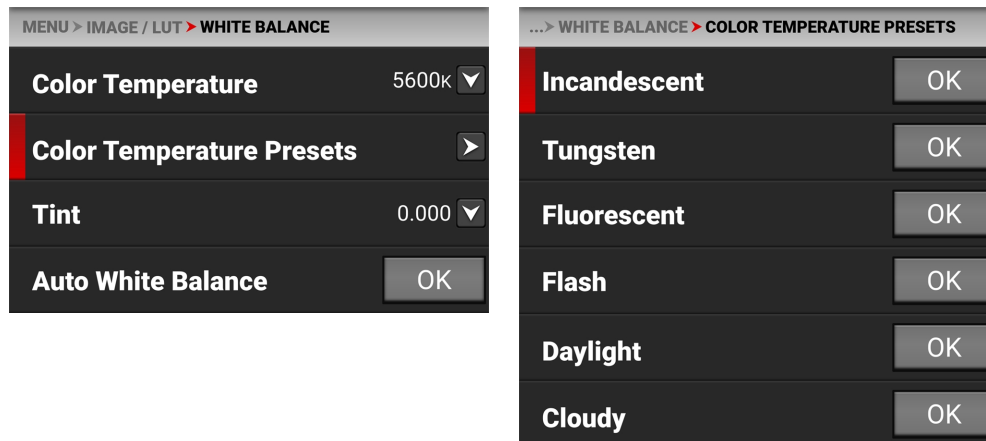 MENU > IMAGE / LUT > WHITE BALANCE
Color Temperature 5600K
Color Temperature Presets
Tint 0.000
Auto White Balance OK
...> WHITE BALANCE > COLOR TEMPERATURE PRESETS
Incandescent OK
Tungsten OK
Fluorescent OK
Flash OK
Daylight OK
Cloudy OK